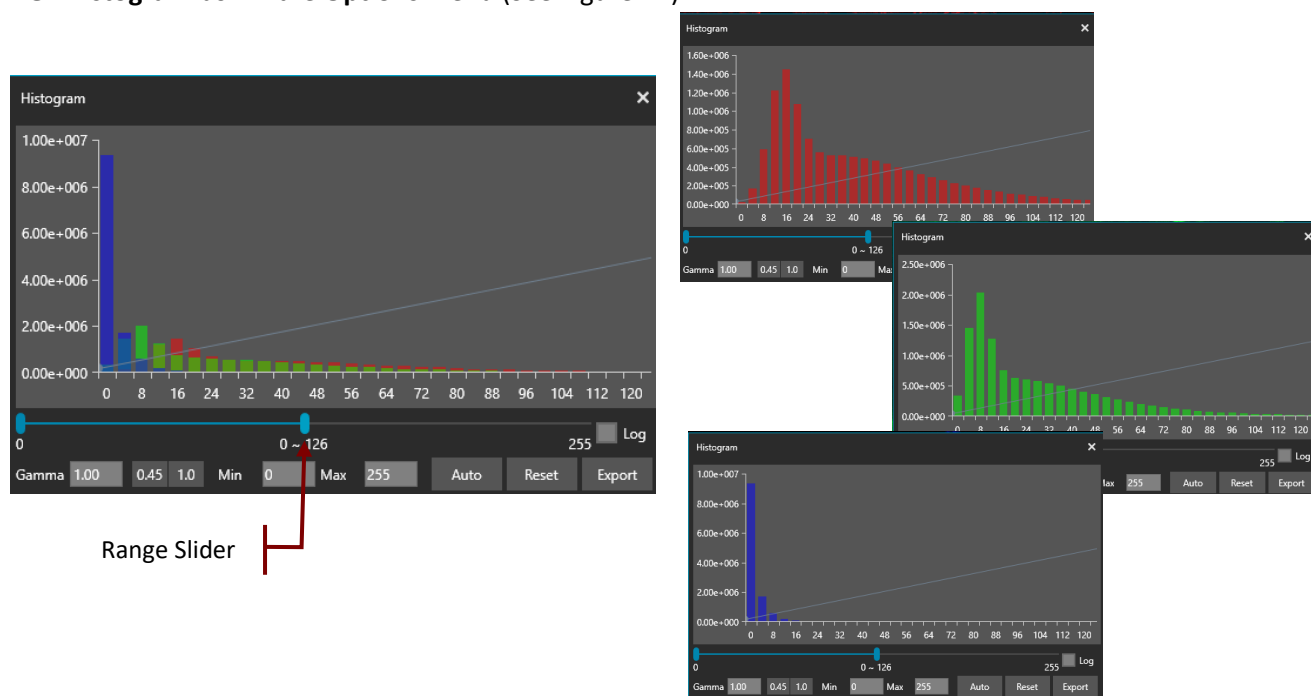 Histogram
1.00e+007
8.00e+006
6.00e+006
4.00e+006
2.00e+006
0.00e+000
0 8 16 24 32 40 48 56 64 72 80 88 96 104 112 120
0 0 ~ 126 255 Log
Gamma 1.00 0.45 1.0 Min 0 Max 255 Auto Reset Export
Range Slider
Histogram
1.60e+006
1.40e+006
1.20e+006
1.00e+006
8.00e+005
6.00e+005
4.00e+005
2.00e+005
0.00e+000
0 8 16 24 32 40 48 56 64 72 80 88 96 104 112 120
0 0 ~ 126
Gamma 1.00 0.45 1.0 Min 0
Histogram
2.50e+006
2.00e+006
1.50e+006
1.00e+006
5.00e+005
0.00e+000
0 8 16 24 32 40 48 56 64 72 80 88 96 104 112 120
255 Log
255 Auto Reset Export
Histogram
1.00e+007
8.00e+006
6.00e+006
4.00e+006
2.00e+006
0.00e+000
0 8 16 24 32 40 48 56 64 72 80 88 96 104 112 120
0 0 ~ 126 255 Log
Gamma 1.00 0.45 1.0 Min 0 Max 255 Auto Reset Export